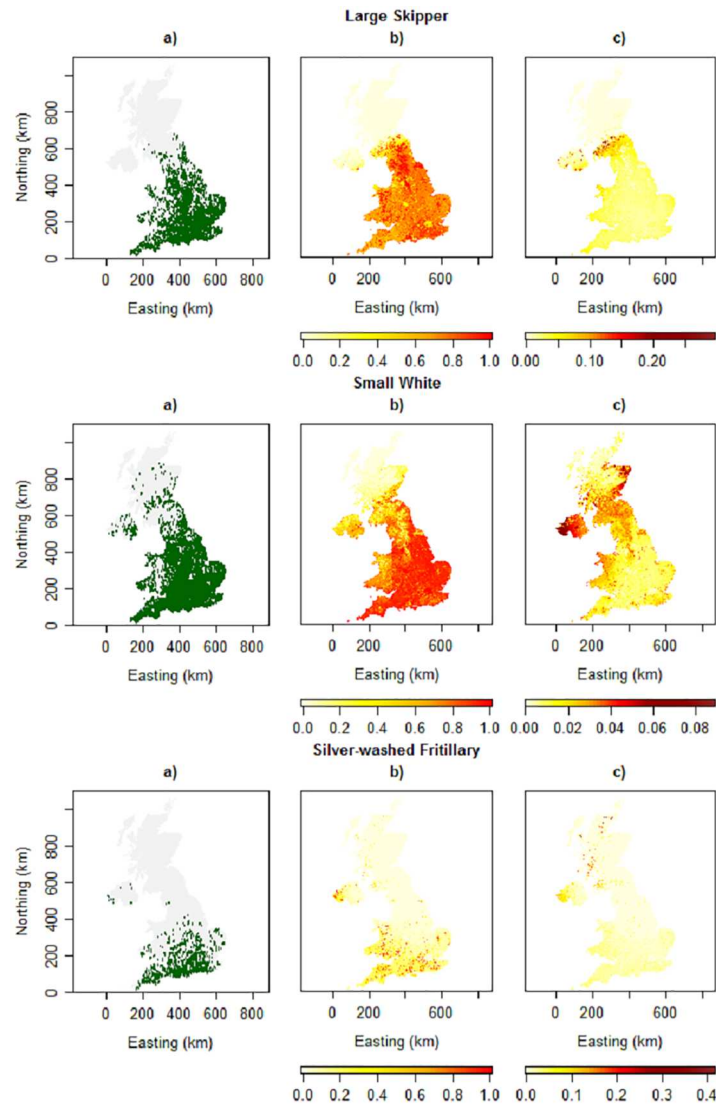 Large Skipper
a) b) c)
Northing (km)
0 200 400 600 800
0 200 400 600 800
0 200 600
0 200 600
Easting (km) Easting (km) Easting (km)
0.0 0.2 0.4 0.6 0.8 1.0
0.00 0.10 0.20
Small White
a) b) c)
Northing (km)
0 200 400 600 800
0 200 400 600 800
0 200 600
0 200 600
Easting (km) Easting (km) Easting (km)
0.0 0.2 0.4 0.6 0.8 1.0
0.00 0.02 0.04 0.06 0.08
Silver-washed Fritillary
a) b) c)
Northing (km)
0 200 400 600 800
0 200 400 600 800
0 200 600
0 200 600
Easting (km) Easting (km) Easting (km)
0.0 0.2 0.4 0.6 0.8 1.0
0.0 0.1 0.2 0.3 0.4